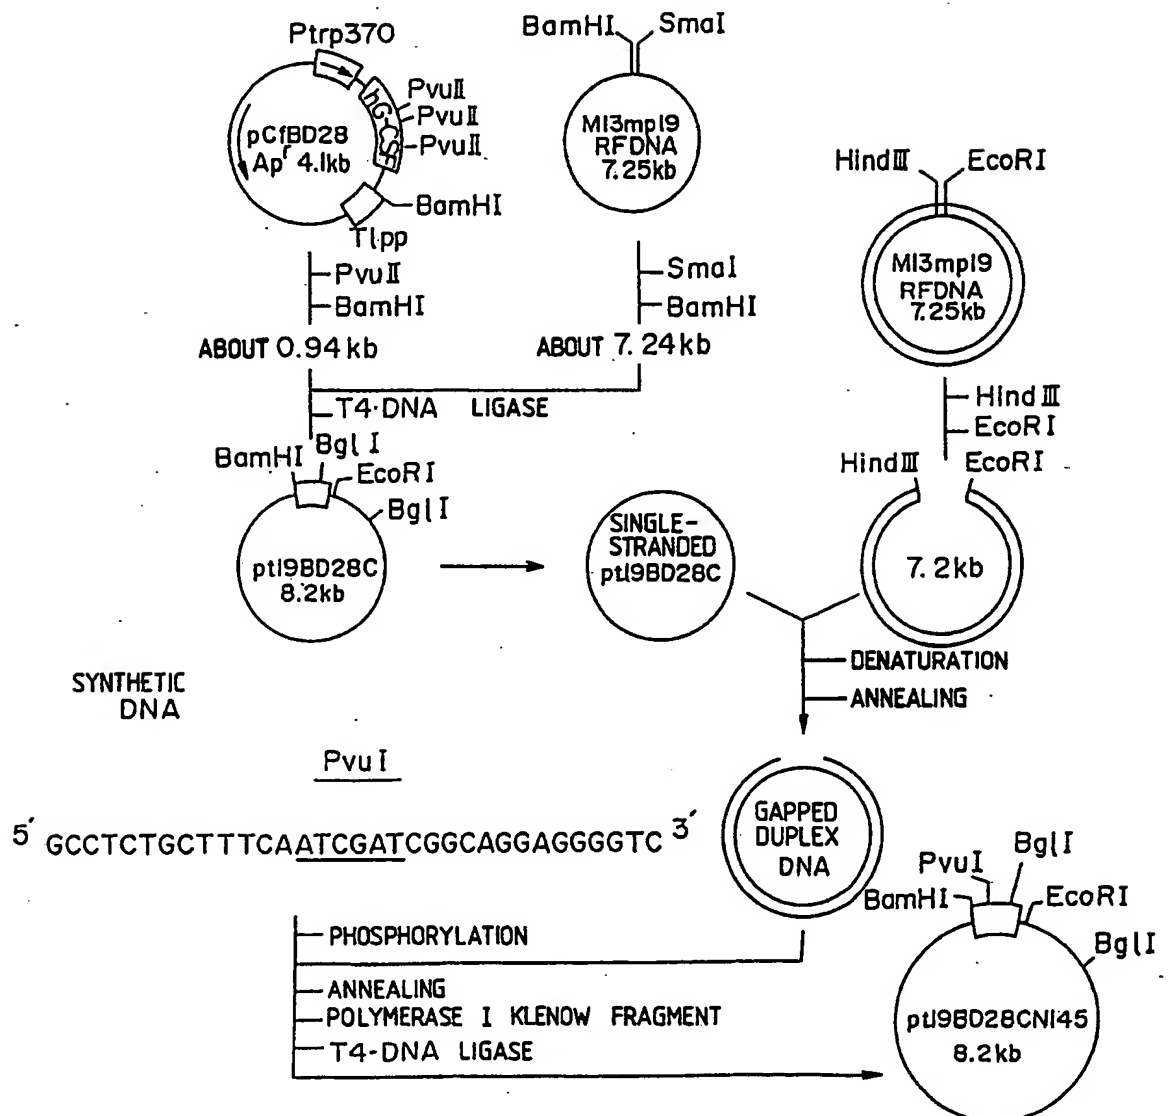 Ptrp370
hG-CSF
PvuII
PvuII
PvuII
pCfBD28
Apʳ 4.1kb
BamHI
Tlpp
PvuII
BamHI
ABOUT 0.94kb
BamHI
SmaI
M13mp19
RFDNA
7.25kb
SmaI
BamHI
ABOUT 7.24kb
T4·DNA LIGASE
HindIII
EcoRI
M13mp19
RFDNA
7.25kb
HindIII
EcoRI
HindIII
EcoRI
7.2kb
BamHI
BglI
EcoRI
BglI
pt19BD28C
8.2kb
SINGLE-
STRANDED
pt19BD28C
DENATURATION
ANNEALING
SYNTHETIC
DNA
PvuI
5′ GCCTCTGCTTTCAATCGATCGGCAGGAGGGGTC 3′
GAPPED
DUPLEX
DNA
PHOSPHORYLATION
ANNEALING
POLYMERASE I KLENOW FRAGMENT
T4-DNA LIGASE
BamHI
PvuI
BglI
EcoRI
BglI
pt19BD28CN145
8.2kb